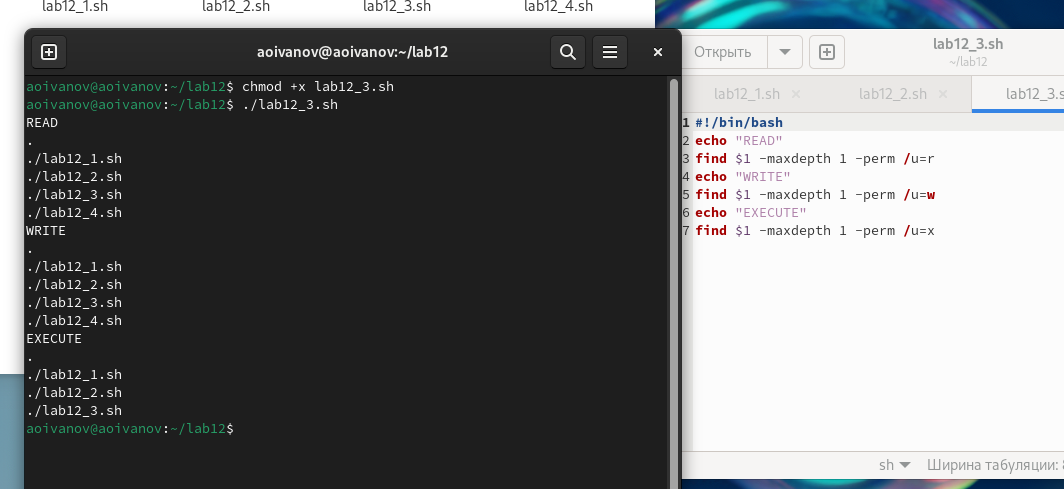 lab12_1.sh lab12_2.sh lab12_3.sh lab12_4.sh
aoivanov@aoivanov:~/lab12
aoivanov@aoivanov:~/lab12$ chmod +x lab12_3.sh
aoivanov@aoivanov:~/lab12$ ./lab12_3.sh
READ
.
./lab12_1.sh
./lab12_2.sh
./lab12_3.sh
./lab12_4.sh
WRITE
.
./lab12_1.sh
./lab12_2.sh
./lab12_3.sh
./lab12_4.sh
EXECUTE
.
./lab12_1.sh
./lab12_2.sh
./lab12_3.sh
aoivanov@aoivanov:~/lab12$
Открыть
lab12_3.sh
~/lab12
lab12_1.sh lab12_2.sh lab12_3.s
1 #!/bin/bash
2 echo "READ"
3 find $1 -maxdepth 1 -perm /u=r
4 echo "WRITE"
5 find $1 -maxdepth 1 -perm /u=w
6 echo "EXECUTE"
7 find $1 -maxdepth 1 -perm /u=x
sh Ширина табуляции: